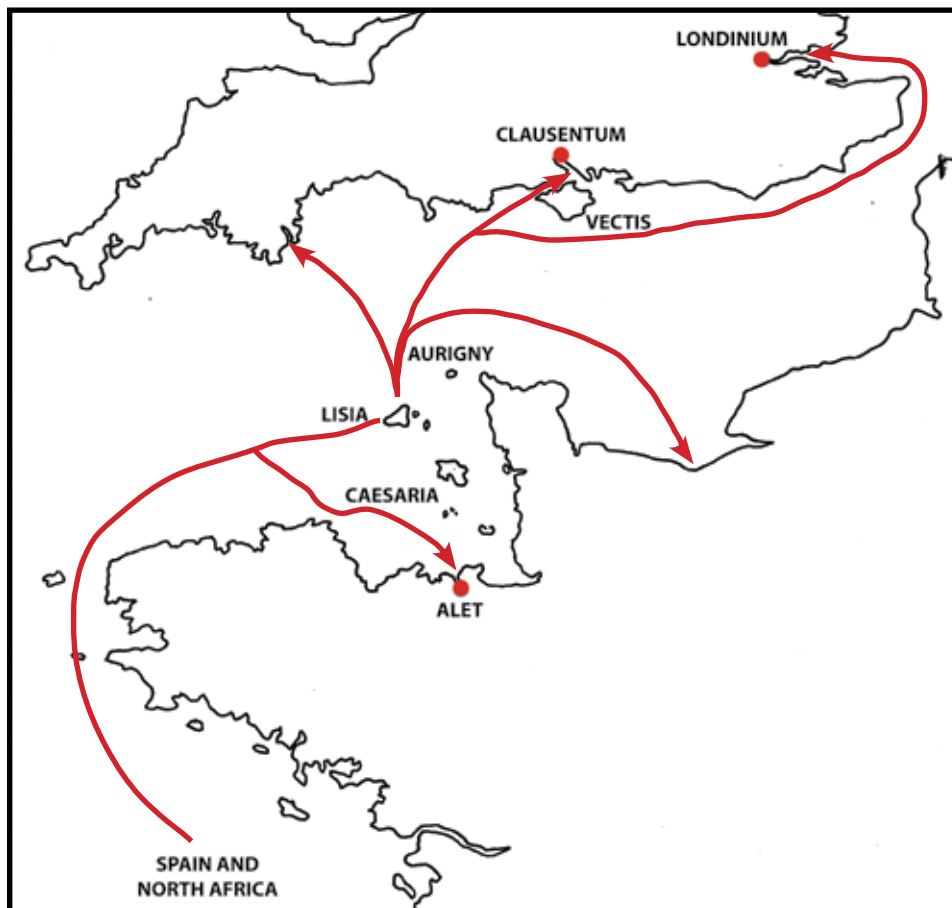 LONDINIUM
CLAUSENTUM
VECTIS
AURIGNY
LISIA
CAESARIA
ALET
SPAIN AND
NORTH AFRICA